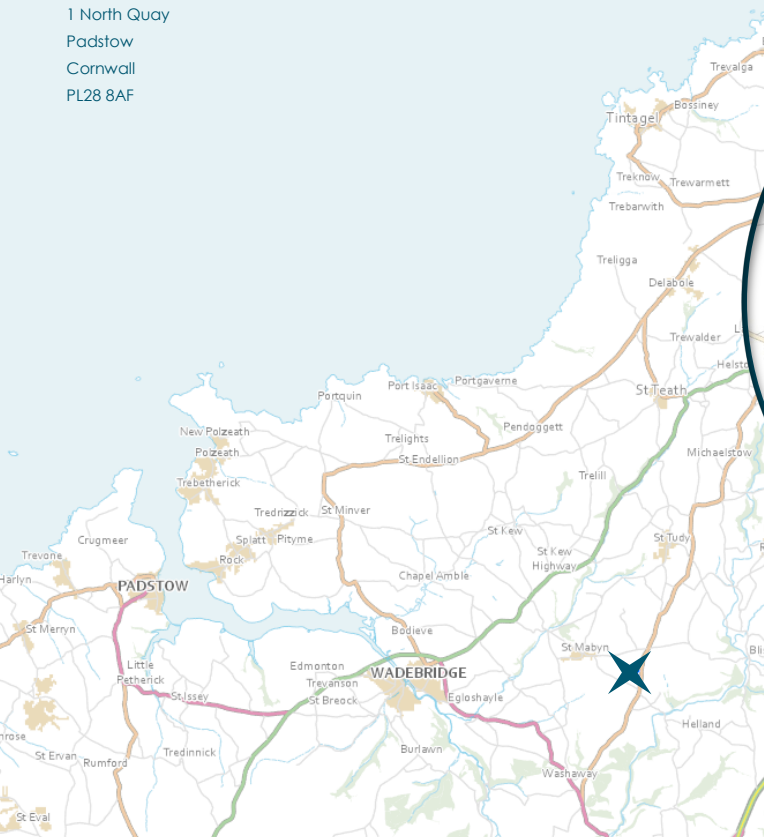 1 North Quay
Padstow
Cornwall
PL28 8AF
Trevalga
Bossiney
Tintagel
Treknow
Trewarmett
Trebarwith
Treligga
Delabole
Trewalder
Port Isaac
Portgaverne
Portquin
St Teath
New Polzeath
Pendoggett
Trelights
Polzeath
St Endellion
Michaelstow
Trebetherick
Trelill
Tredrizzick
St Minver
Crugmeer
Splatt
Pityme
St Kew
St Tudy
Trevone
Rock
St Kew
Highway
Harlyn
PADSTOW
Chapel Amble
St Merryn
Bodieve
St Mabyn
Little
Petherick
Edmonton
WADEBRIDGE
Trevanson
St Issey
St Breock
Egloshayle
Helland
Tredinnick
Burlawn
St Ervan
Rumford
Washaway
St Eval